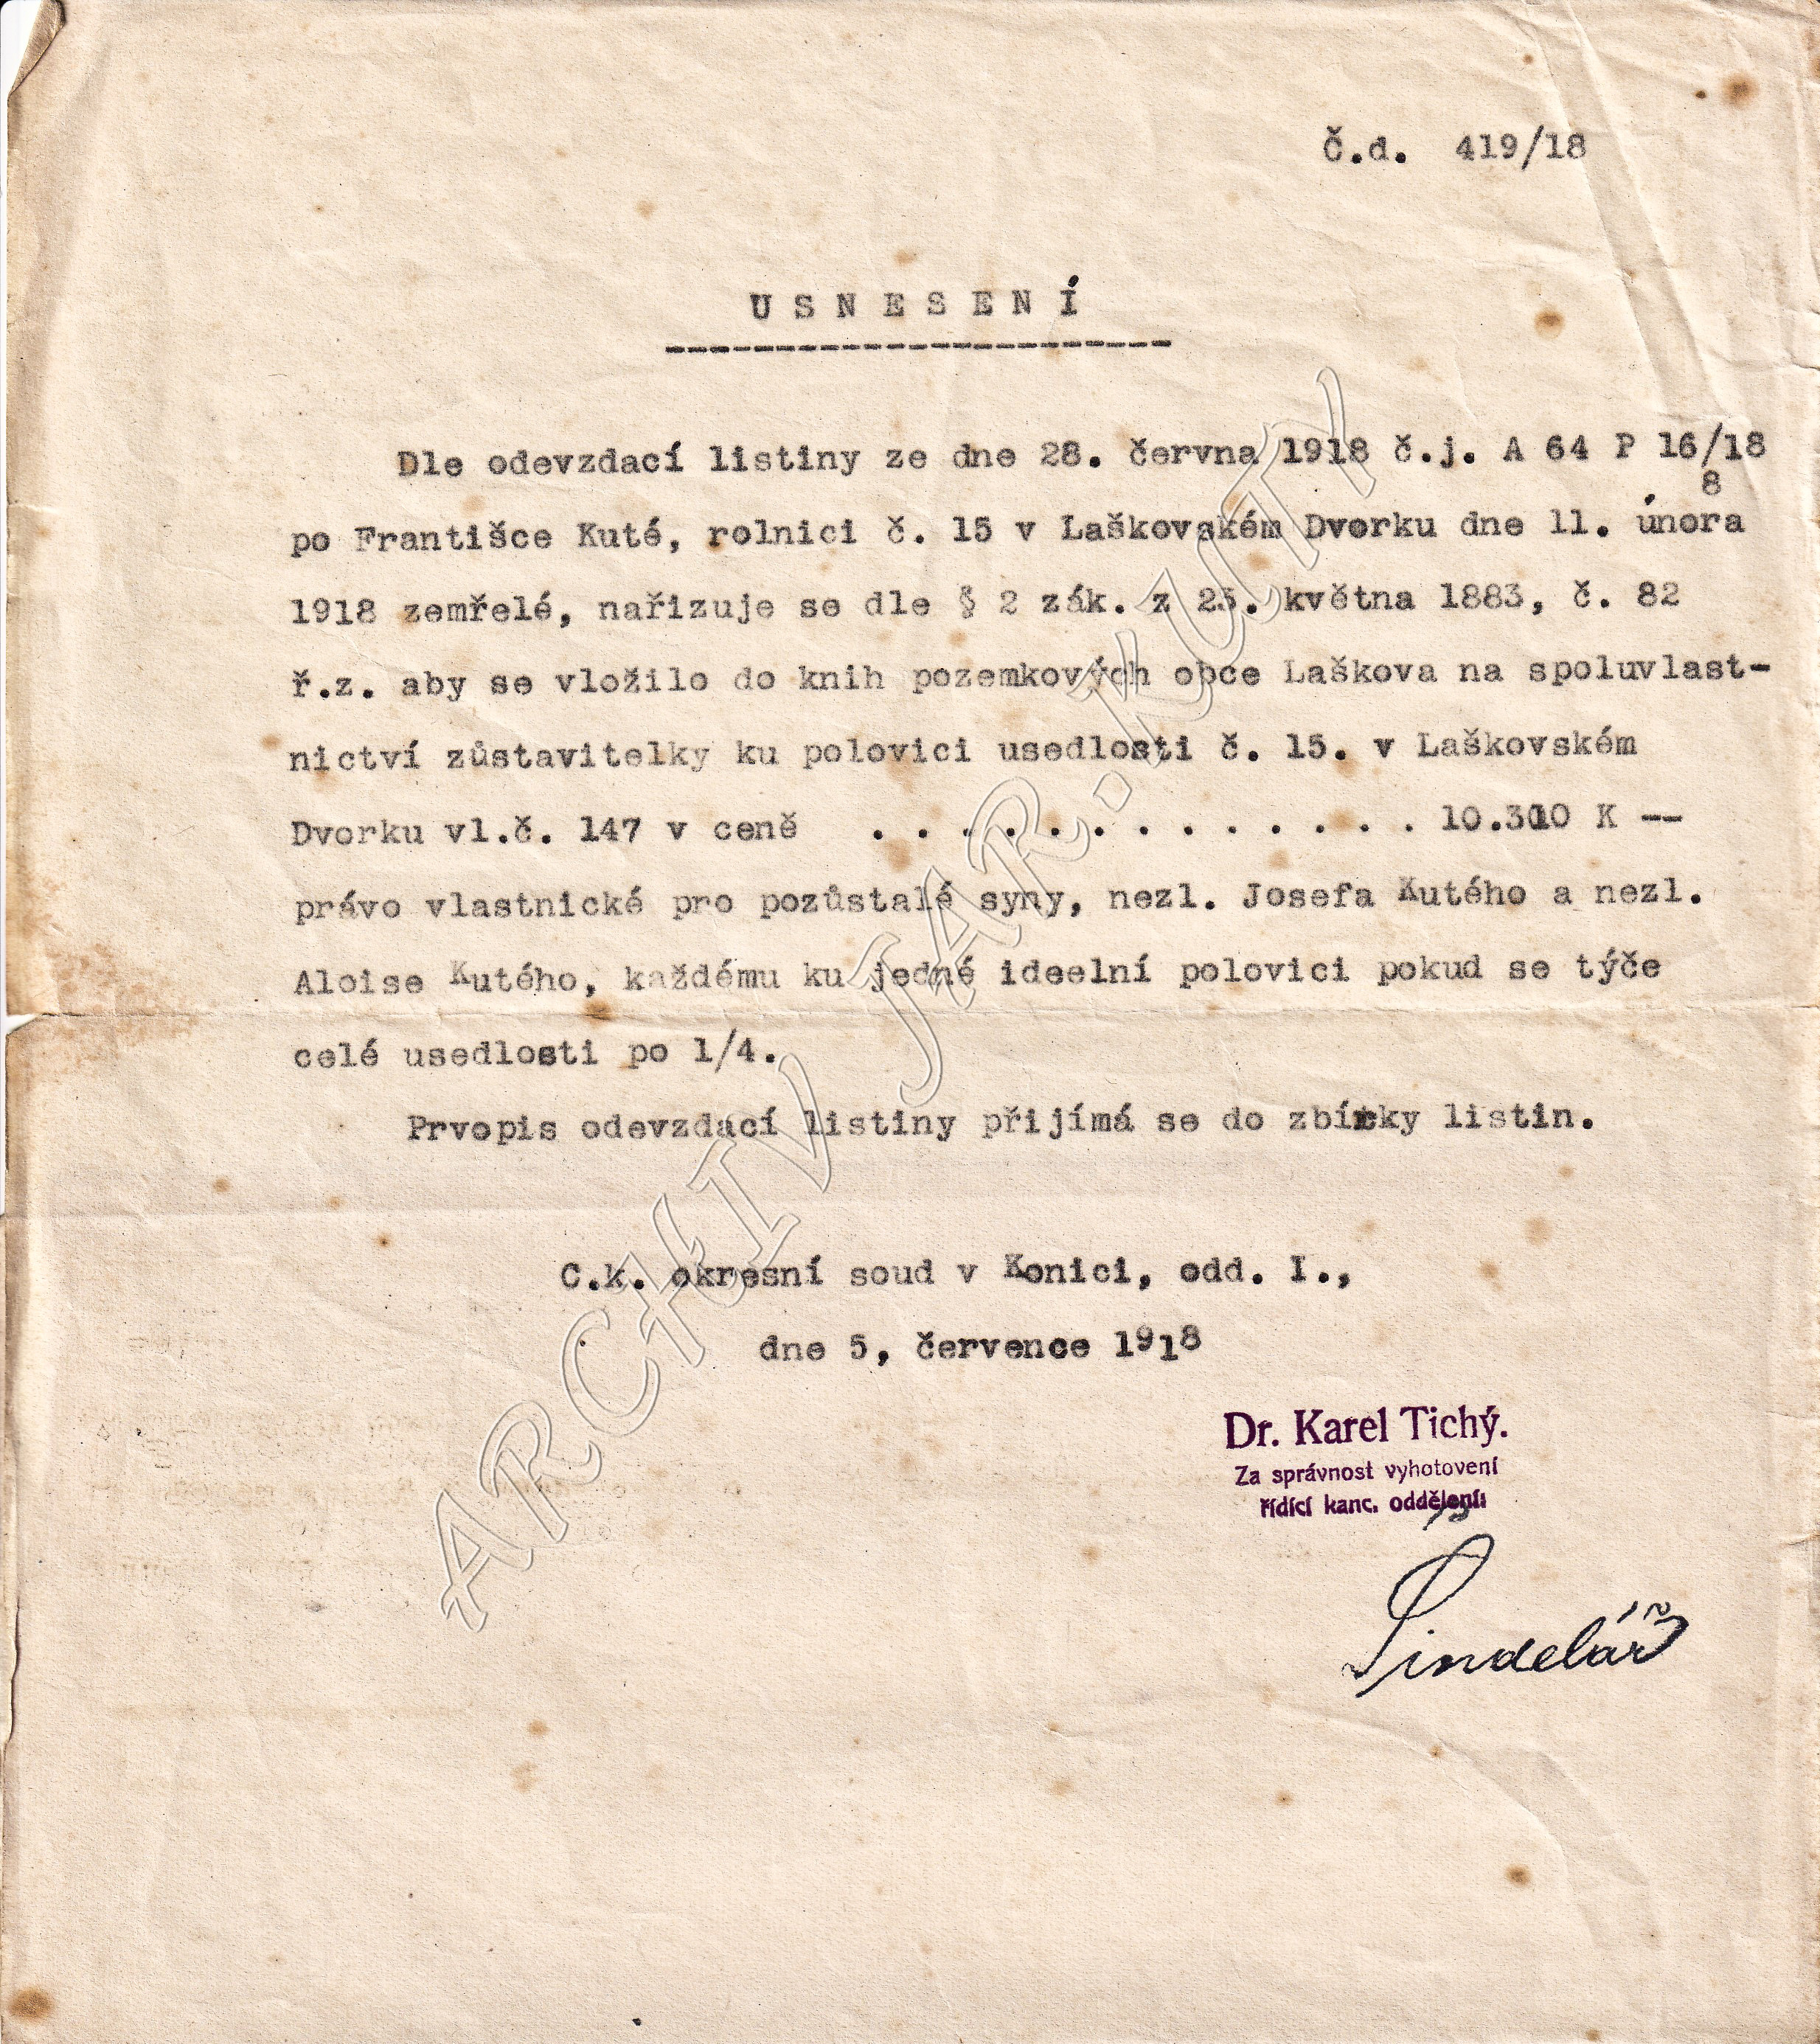 Č.d. 419/18
USNESENÍ
Dle odevzdací listiny ze dne 28. června 1918 č.j. A 64 P 16/18
8
po Františce Kuté, rolnici č. 15 v Laškovském Dvorku dne 11. února
1918 zemřelé, nařizuje se dle § 2 zák. z 23. května 1883, č. 82
ř.z. aby se vložilo do knih pozemkových obce Laškova na spoluvlast-
nictví zůstavitelky ku polovici usedlosti č. 15. v Laškovském
Dvorku vl.č. 147 v ceně . . . . . . . . . . . . . K --
právo vlastnické pro pozůstalé syny, nezl. Josefa Kutého a nezl.
Aloise Kutého, každému ku jedné ideelní polovici pokud se týče
celé usedlosti po 1/4.
Prvopis odevzdací listiny přijímá se do zbírky listin.
C.k. okresní soud v Konici, odd. I.,
dne 5, července 1918
Dr. Karel Tichý.
Za správnost vyhotovení
řídící kanc. oddělení:
Šindelář
ARCHIV JAR. KUTÝ